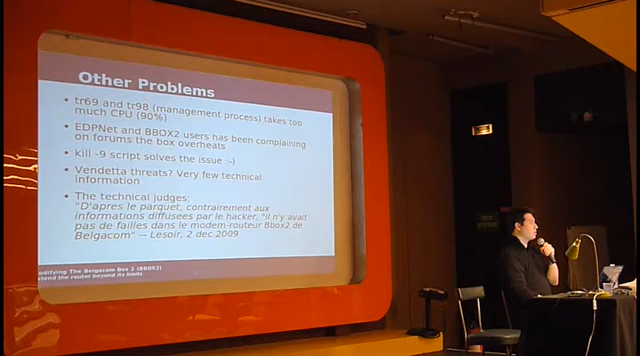 Other Problems
• tr69 and tr98 (management process) takes too
much CPU (90%)
• EDPNet and BBOX2 users has been complaining
on forums the box overheats
• kill -9 script solves the issue :-)
• Vendetta threats? Very few technical
information
• The technical judges:
"D'apres le parquet, contrairement aux
informations diffusees par le hacker, "il n'y avait
pas de failles dans le modem-routeur Bbox2 de
Belgacom" -- Lesoir, 2 dec 2009
odifying The Belgacom Box 2 (BBOX2)
xtend the router beyond its limits